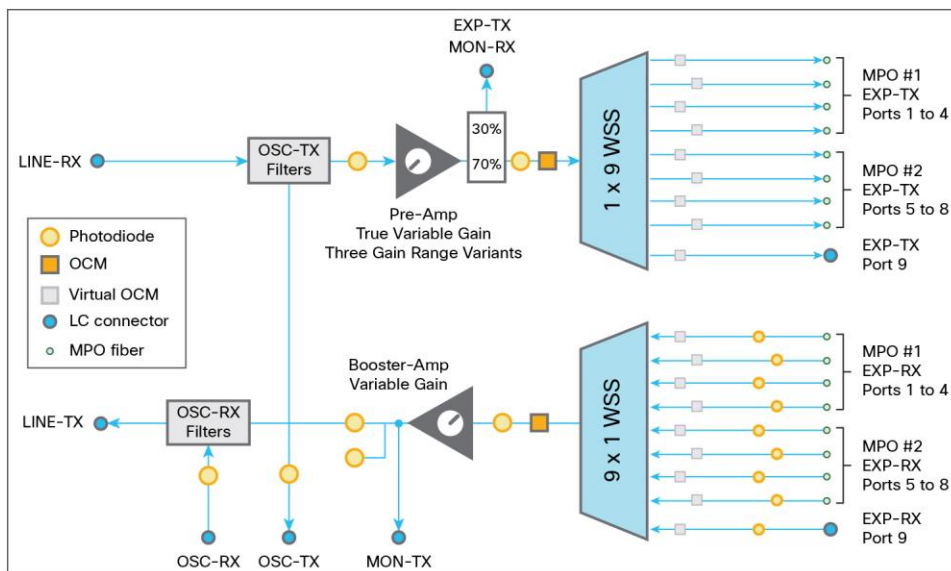 EXP-TX
MON-RX
30%
70%
LINE-RX
OSC-TX
Filters
Pre-Amp
True Variable Gain
Three Gain Range Variants
1 x 9 WSS
MPO #1
EXP-TX
Ports 1 to 4
MPO #2
EXP-TX
Ports 5 to 8
EXP-TX
Port 9
Photodiode
OCM
Virtual OCM
LC connector
MPO fiber
Booster-Amp
Variable Gain
LINE-TX
OSC-RX
Filters
9 x 1 WSS
MPO #1
EXP-RX
Ports 1 to 4
MPO #2
EXP-RX
Ports 5 to 8
EXP-RX
Port 9
OSC-RX
OSC-TX
MON-TX